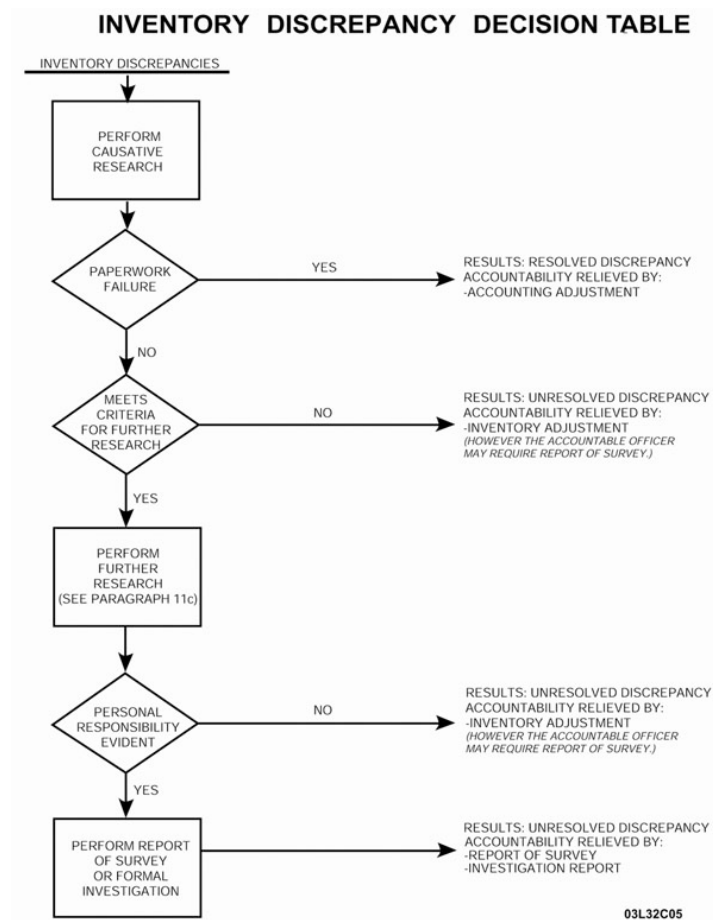 INVENTORY DISCREPANCY DECISION TABLE
INVENTORY DISCREPANCIES
PERFORM
CAUSATIVE
RESEARCH
PAPERWORK
FAILURE
YES
RESULTS: RESOLVED DISCREPANCY
ACCOUNTABILITY RELIEVED BY:
-ACCOUNTING ADJUSTMENT
NO
MEETS
CRITERIA
FOR FURTHER
RESEARCH
NO
RESULTS: UNRESOLVED DISCREPANCY
ACCOUNTABILITY RELIEVED BY:
-INVENTORY ADJUSTMENT
(HOWEVER THE ACCOUNTABLE OFFICER
MAY REQUIRE REPORT OF SURVEY.)
YES
PERFORM
FURTHER
RESEARCH
(SEE PARAGRAPH 11c)
PERSONAL
RESPONSIBILITY
EVIDENT
NO
RESULTS: UNRESOLVED DISCREPANCY
ACCOUNTABILITY RELIEVED BY:
-INVENTORY ADJUSTMENT
(HOWEVER THE ACCOUNTABLE OFFICER
MAY REQUIRE REPORT OF SURVEY.)
YES
PERFORM REPORT
OF SURVEY
OR FORMAL
INVESTIGATION
RESULTS: UNRESOLVED DISCREPANCY
ACCOUNTABILITY RELIEVED BY:
-REPORT OF SURVEY
-INVESTIGATION REPORT
03L32C05